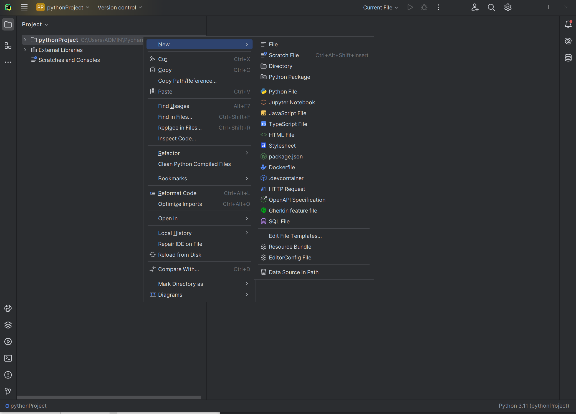 PP pythonProject Version control Current File
Project
pythonProject
New
File
External Libraries
Scratch File Ctrl+Alt+Shift+Insert
Scratches and Consoles
Cut Ctrl+X
Directory
Copy Ctrl+C
Python Package
Copy Path/Reference...
Paste Ctrl+V
Python File
Find Usages Alt+F7
Jupyter Notebook
Find in Files... Ctrl+Shift+F
JavaScript File
Replace in Files... Ctrl+Shift+R
TypeScript File
Inspect Code...
HTML File
Stylesheet
Refactor
package.json
Clean Python Compiled Files
Dockerfile
Bookmarks
.devcontainer
Reformat Code Ctrl+Alt+L
HTTP Request
Optimize Imports Ctrl+Alt+O
OpenAPI Specification
Open In
Gherkin feature file
SQL File
Local History
Edit File Templates...
Repair IDE on File
Resource Bundle
Reload from Disk
EditorConfig File
Compare With... Ctrl+D
Data Source in Path
Mark Directory as
Diagrams
pythonProject Python 3.11 (pythonProject)